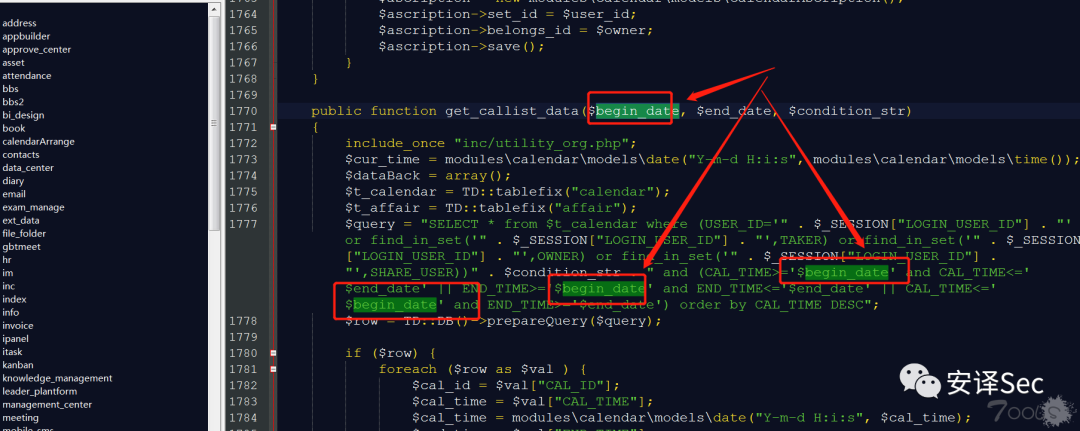 address
appbuilder
approve_center
asset
attendance
bbs
bbs2
bi_design
book
calendarArrange
contacts
data_center
diary
email
exam_manage
ext_data
file_folder
gbtmeet
hr
im
inc
index
info
invoice
ipanel
itask
kanban
knowledge_management
leader_plantform
management_center
meeting
1764 $ascription->set_id = $user_id;
1765 $ascription->belongs_id = $owner;
1766 $ascription->save();
1767 }
1768 }
1769
1770 public function get_callist_data($begin_date, $end_date, $condition_str)
1771 {
1772 include_once "inc/utility_org.php";
1773 $cur_time = modules\calendar\models\date("Y-m-d H:i:s", modules\calendar\models\time());
1774 $dataBack = array();
1775 $t_calendar = TD::tablefix("calendar");
1776 $t_affair = TD::tablefix("affair");
1777 $query = "SELECT * from $t_calendar where (USER_ID='" . $_SESSION["LOGIN_USER_ID"] . "'
or find_in_set('" . $_SESSION["LOGIN_USER_ID"] . "',TAKER) or find_in_set('" . $_SESSION
["LOGIN_USER_ID"] . "',OWNER) or find_in_set('" . $_SESSION["LOGIN_USER_ID"] .
"',SHARE_USER))" . $condition_str . " and (CAL_TIME>='$begin_date' and CAL_TIME<='
$end_date' || END_TIME>='$begin_date' and END_TIME<='$end_date' || CAL_TIME<='
$begin_date' and END_TIME>='$end_date') order by CAL_TIME DESC";
1778 $row = TD::DB()->prepareQuery($query);
1779
1780 if ($row) {
1781 foreach ($row as $val ) {
1782 $cal_id = $val["CAL_ID"];
1783 $cal_time = $val["CAL_TIME"];
1784 $cal_time = modules\calendar\models\date("Y-m-d H:i:s", $cal_time);
安译Sec